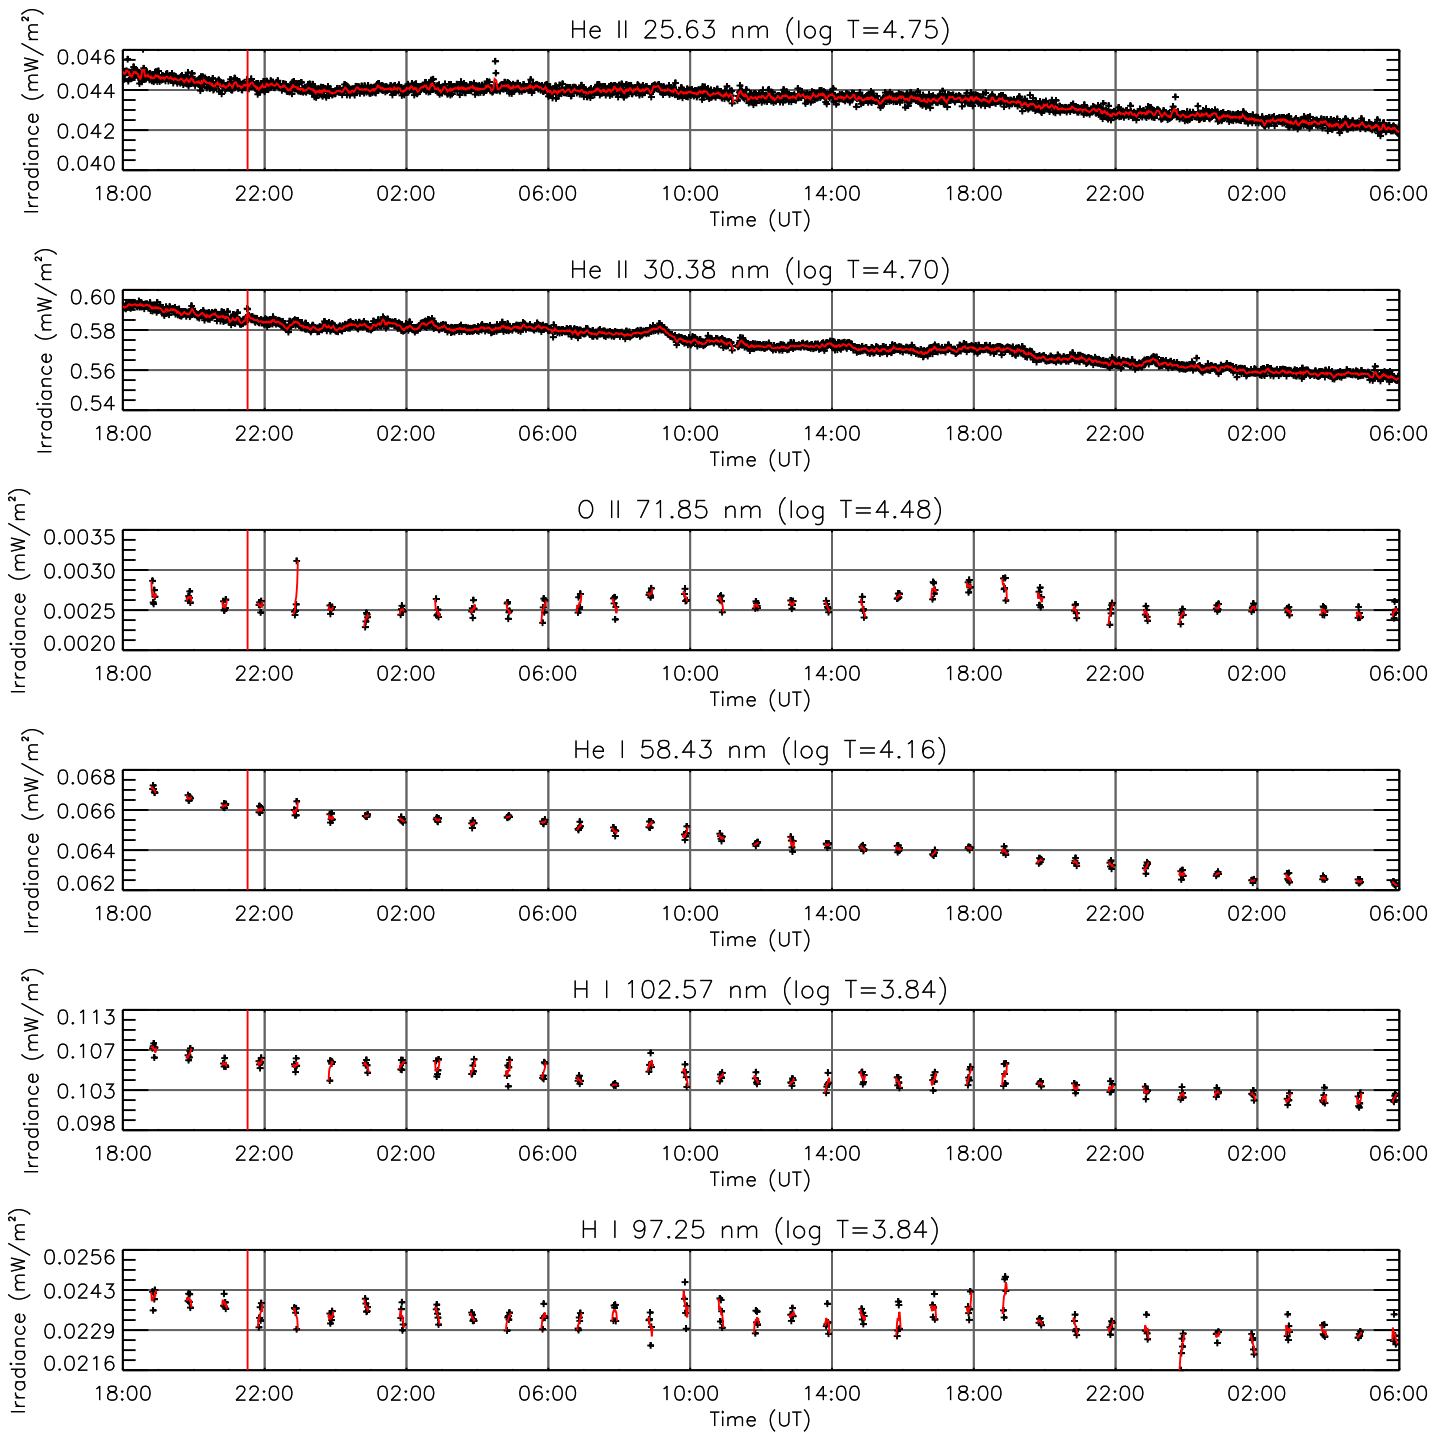 He II 25.63 nm (log T=4.75)
Irradiance (mW/m²)
0.046
0.044
0.042
0.040
18:00 22:00 02:00 06:00 10:00 14:00 18:00 22:00 02:00 06:00
Time (UT)
He II 30.38 nm (log T=4.70)
Irradiance (mW/m²)
0.60
0.58
0.56
0.54
18:00 22:00 02:00 06:00 10:00 14:00 18:00 22:00 02:00 06:00
Time (UT)
O II 71.85 nm (log T=4.48)
Irradiance (mW/m²)
0.0035
0.0030
0.0025
0.0020
18:00 22:00 02:00 06:00 10:00 14:00 18:00 22:00 02:00 06:00
Time (UT)
He I 58.43 nm (log T=4.16)
Irradiance (mW/m²)
0.068
0.066
0.064
0.062
18:00 22:00 02:00 06:00 10:00 14:00 18:00 22:00 02:00 06:00
Time (UT)
H I 102.57 nm (log T=3.84)
Irradiance (mW/m²)
0.113
0.107
0.103
0.098
18:00 22:00 02:00 06:00 10:00 14:00 18:00 22:00 02:00 06:00
Time (UT)
H I 97.25 nm (log T=3.84)
Irradiance (mW/m²)
0.0256
0.0243
0.0229
0.0216
18:00 22:00 02:00 06:00 10:00 14:00 18:00 22:00 02:00 06:00
Time (UT)